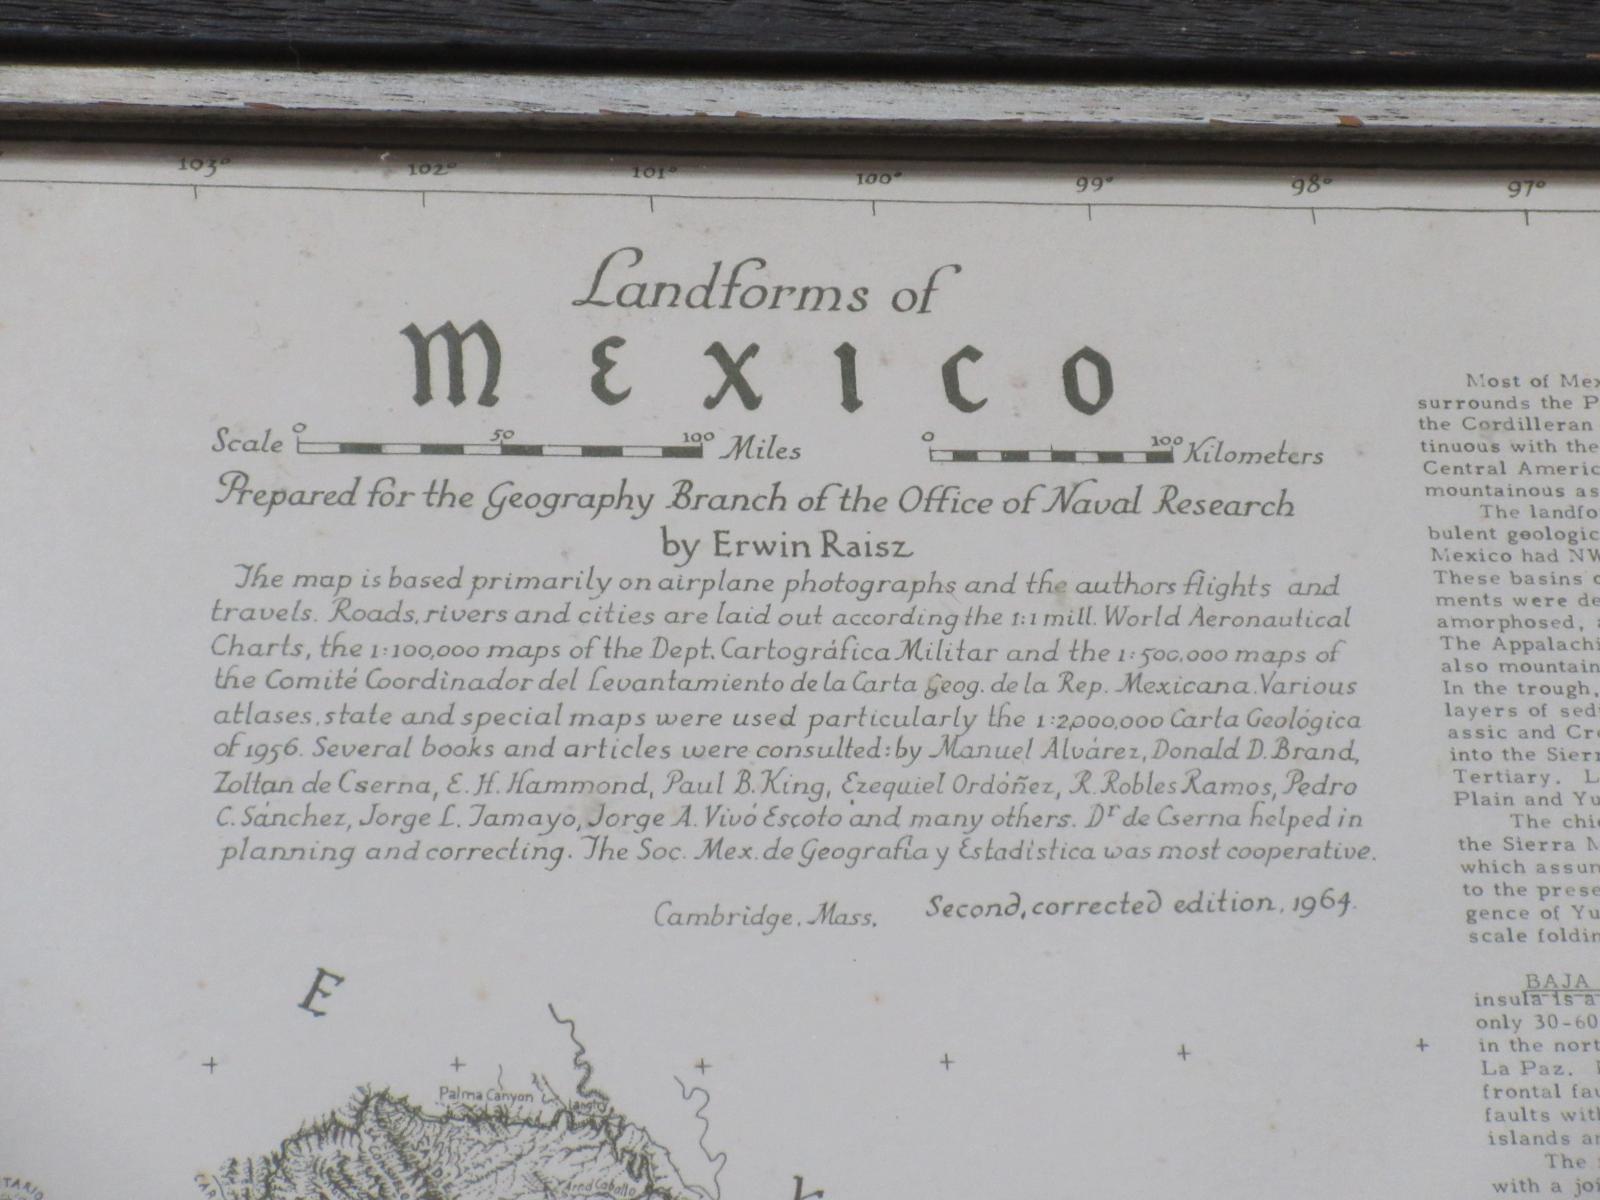 103° 102° 101° 100° 99° 98° 97°
Landforms of
MEXICO
Scale 0 50 100 Miles 0 100 Kilometers
Prepared for the Geography Branch of the Office of Naval Research
by Erwin Raisz
The map is based primarily on airplane photographs and the authors flights and
travels. Roads, rivers and cities are laid out according the 1:1 mill. World Aeronautical
Charts, the 1:100,000 maps of the Dept. Cartográfica Militar and the 1:500,000 maps of
the Comité Coordinador del Levantamiento de la Carta Geog. de la Rep. Mexicana. Various
atlases, state and special maps were used particularly the 1:2,000,000 Carta Geológica
of 1956. Several books and articles were consulted: by Manuel Alvárez, Donald D. Brand,
Zoltan de Cserna, E. H. Hammond, Paul B. King, Ezequiel Ordóñez, R. Robles Ramos, Pedro
C. Sánchez, Jorge L. Tamayo, Jorge A. Vivó Escoto and many others. Dr de Cserna helped in
planning and correcting. The Soc. Mex. de Geografía y Estadística was most cooperative.
Cambridge, Mass. Second, corrected edition, 1964.
E
Palma Canyon
Langtry
Ared Caballo
Most of Mex
surrounds the P
the Cordilleran
tinuous with the
Central Americ
mountainous as
The landfo
bulent geologic
Mexico had NW
These basins o
ments were de
amorphosed, a
The Appalachi
also mountain
In the trough,
layers of sed
assic and Cre
into the Sierr
Tertiary. L
Plain and Yu
The chie
the Sierra M
which assum
to the prese
gence of Yu
scale foldin
BAJA
insula is a
only 30-60
in the nort
La Paz.
frontal fau
faults with
islands an
The
with a joi